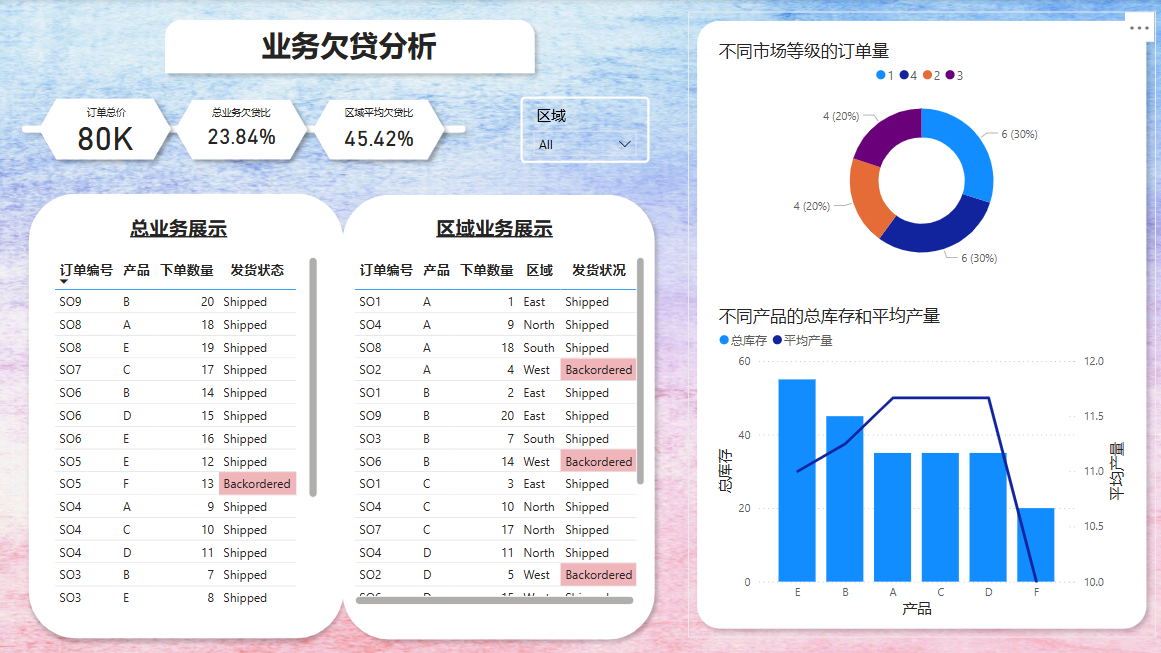 业务欠贷分析
订单总价
80K
总业务欠贷比
23.84%
区域平均欠贷比
45.42%
区域
All
总业务展示
订单编号 产品 下单数量 发货状态
SO9 B 20 Shipped
SO8 A 18 Shipped
SO8 E 19 Shipped
SO7 C 17 Shipped
SO6 B 14 Shipped
SO6 D 15 Shipped
SO6 E 16 Shipped
SO5 E 12 Shipped
SO5 F 13 Backordered
SO4 A 9 Shipped
SO4 C 10 Shipped
SO4 D 11 Shipped
SO3 B 7 Shipped
SO3 E 8 Shipped
区域业务展示
订单编号 产品 下单数量 区域 发货状况
SO1 A 1 East Shipped
SO4 A 9 North Shipped
SO8 A 18 South Shipped
SO2 A 4 West Backordered
SO1 B 2 East Shipped
SO9 B 20 East Shipped
SO3 B 7 South Shipped
SO6 B 14 West Backordered
SO1 C 3 East Shipped
SO4 C 10 North Shipped
SO7 C 17 North Shipped
SO4 D 11 North Shipped
SO2 D 5 West Backordered
不同市场等级的订单量
1 4 2 3
4 (20%)
6 (30%)
4 (20%)
6 (30%)
不同产品的总库存和平均产量
总库存 平均产量
60 12.0
11.5
40
11.0
20
10.5
0 10.0
总库存
平均产量
E B A C D F
产品